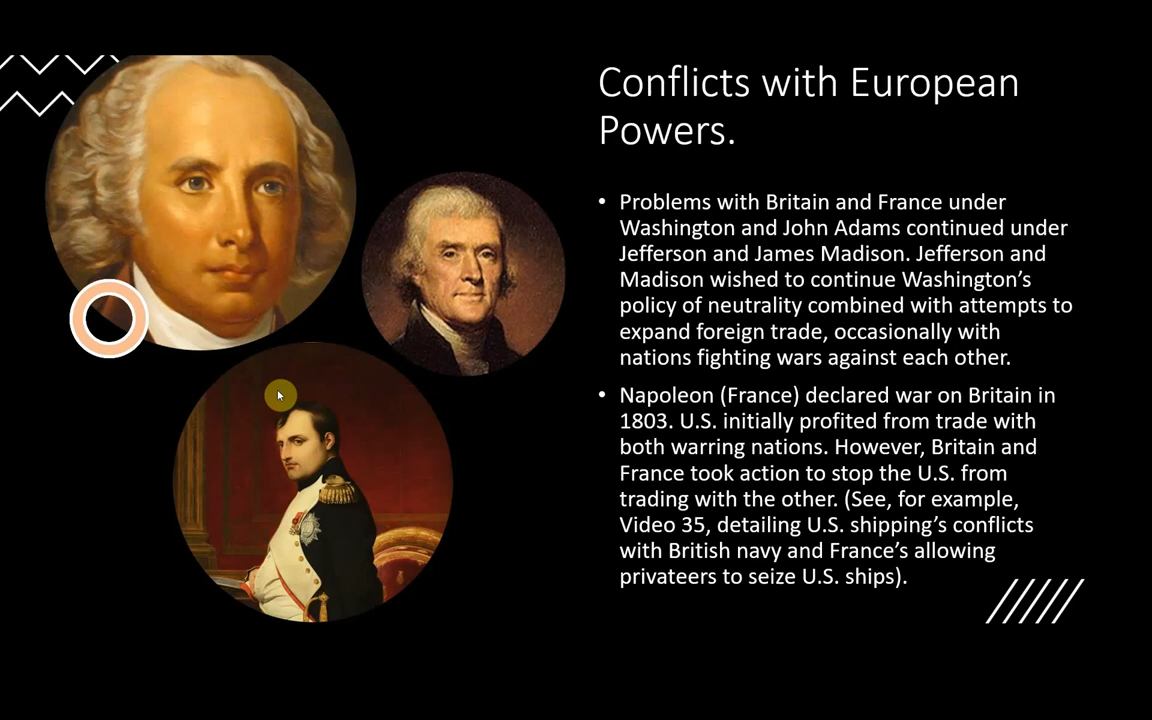 Conflicts with European
Powers.
• Problems with Britain and France under
Washington and John Adams continued under
Jefferson and James Madison. Jefferson and
Madison wished to continue Washington’s
policy of neutrality combined with attempts to
expand foreign trade, occasionally with
nations fighting wars against each other.
• Napoleon (France) declared war on Britain in
1803. U.S. initially profited from trade with
both warring nations. However, Britain and
France took action to stop the U.S. from
trading with the other. (See, for example,
Video 35, detailing U.S. shipping’s conflicts
with British navy and France’s allowing
privateers to seize U.S. ships).